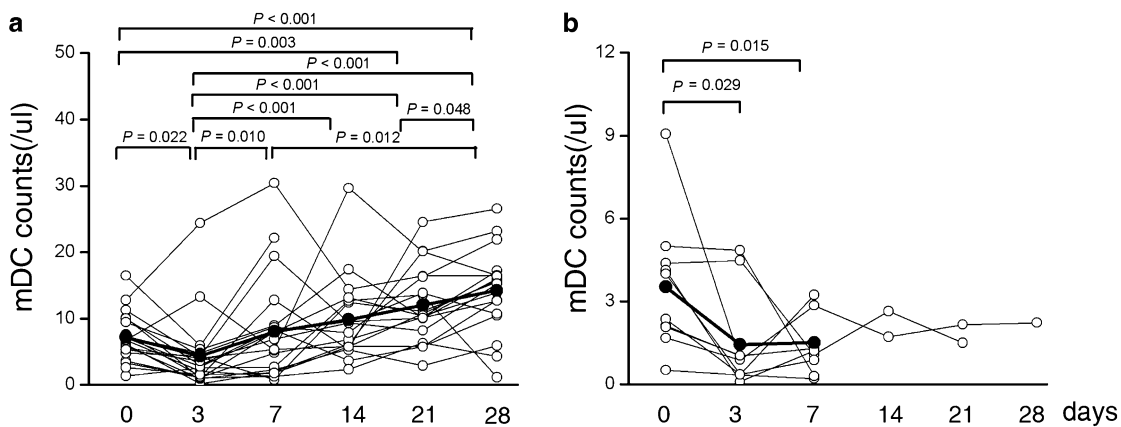 a
P < 0.001
P = 0.003
P < 0.001
P < 0.001
P < 0.001
P = 0.048
P = 0.022
P = 0.010
P = 0.012
mDC counts(/ul)
50
40
30
20
10
0
0 3 7 14 21 28
b
P = 0.015
P = 0.029
mDC counts(/ul)
12
9
6
3
0
0 3 7 14 21 28 days